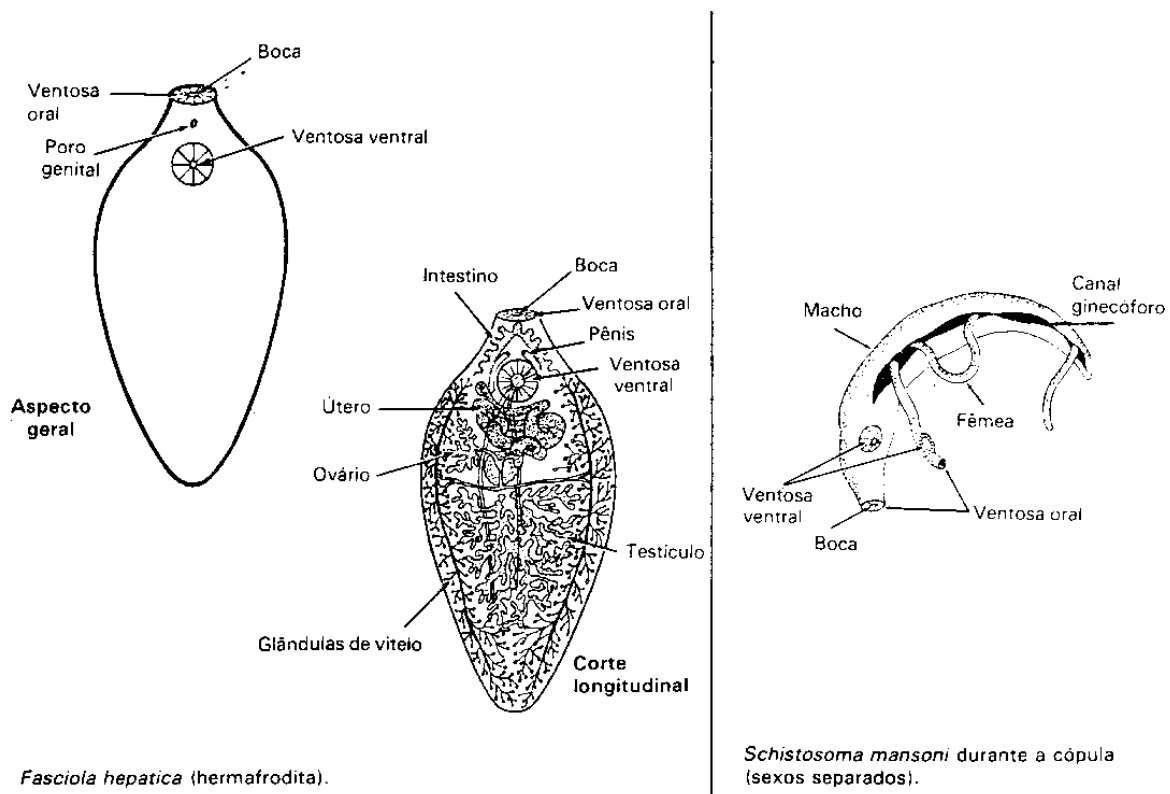 Boca
Ventosa
oral
Poro
genital
Ventosa ventral
Aspecto
geral
Intestino
Boca
Ventosa oral
Pênis
Ventosa
ventral
Útero
Ovário
Testículo
Glândulas de vitelo
Corte
longitudinal
Fasciola hepatica (hermafrodita).
Macho
Canal
ginecóforo
Fêmea
Ventosa
ventral
Ventosa oral
Boca
Schistosoma mansoni durante a cópula
(sexos separados).